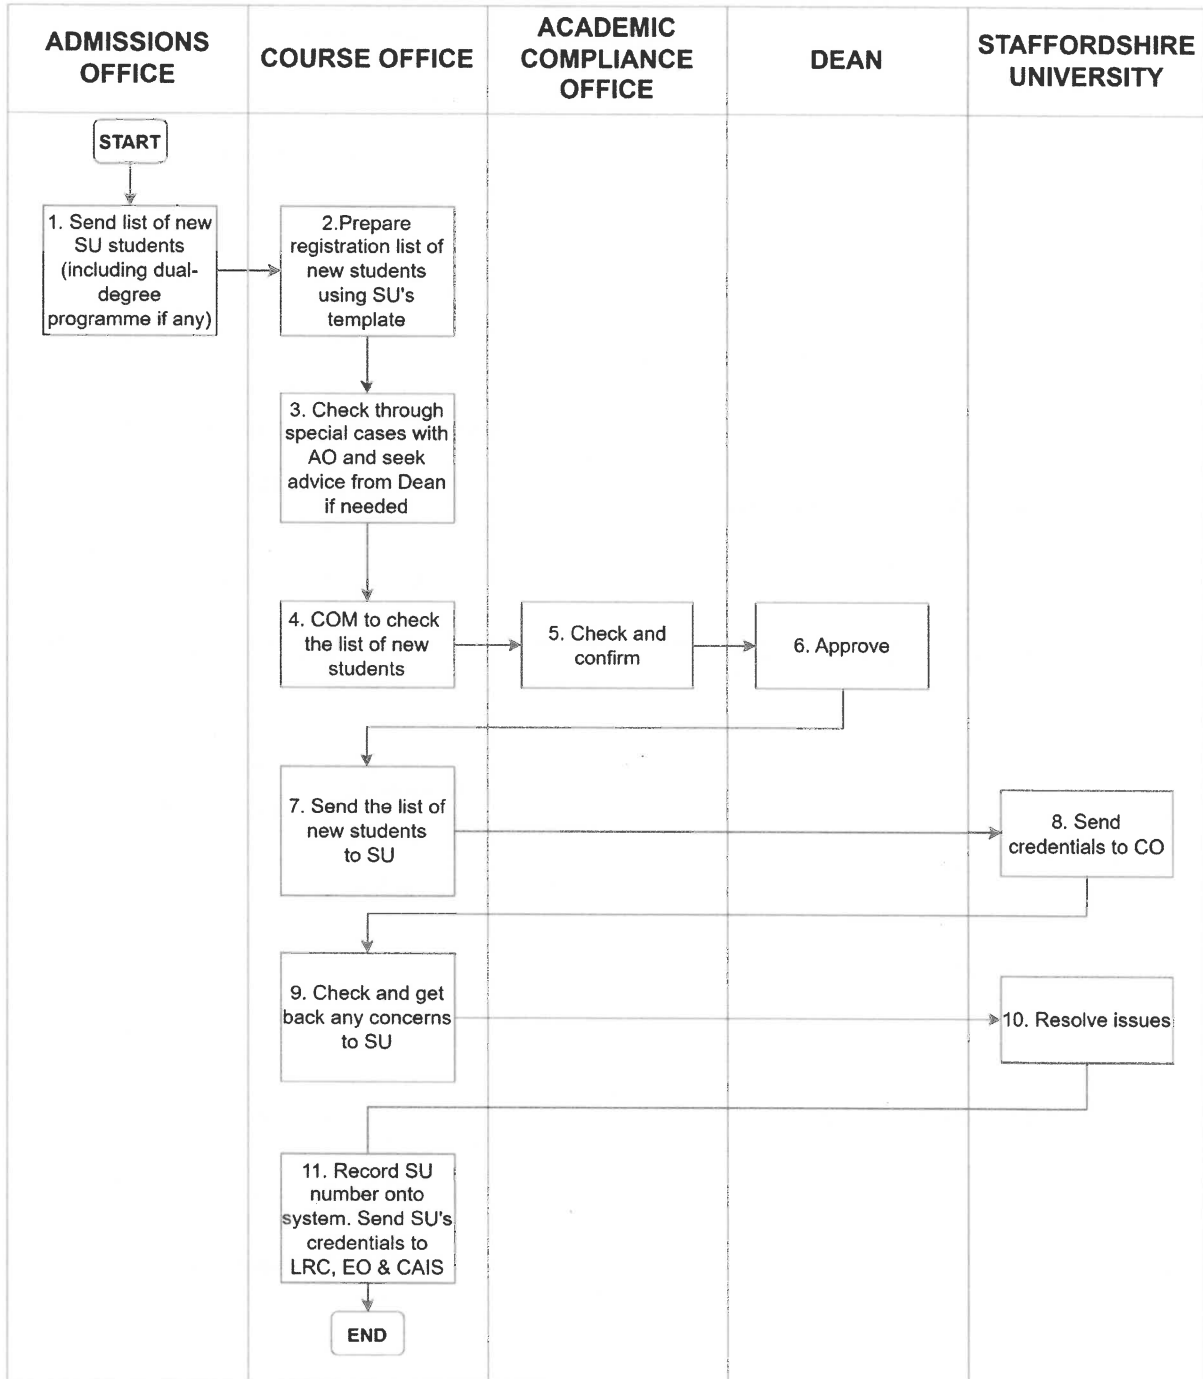 ADMISSIONS
OFFICE
COURSE OFFICE
ACADEMIC
COMPLIANCE
OFFICE
DEAN
STAFFORDSHIRE
UNIVERSITY
START
1. Send list of new
SU students
(including dual-
degree
programme if any)
2.Prepare
registration list of
new students
using SU's
template
3. Check through
special cases with
AO and seek
advice from Dean
if needed
4. COM to check
the list of new
students
5. Check and
confirm
6. Approve
7. Send the list of
new students
to SU
8. Send
credentials to CO
9. Check and get
back any concerns
to SU
10. Resolve issues
11. Record SU
number onto
system. Send SU's
credentials to
LRC, EO & CAIS
END